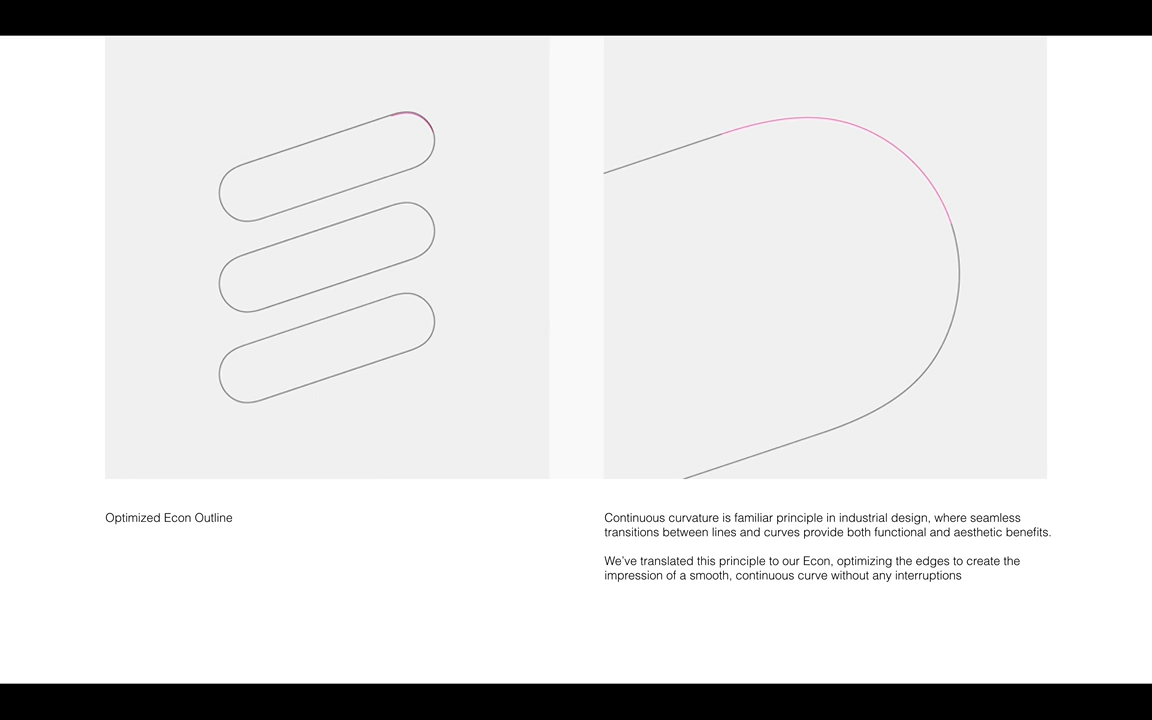 Optimized Econ Outline
Continuous curvature is familiar principle in industrial design, where seamless
transitions between lines and curves provide both functional and aesthetic benefits.
We’ve translated this principle to our Econ, optimizing the edges to create the
impression of a smooth, continuous curve without any interruptions